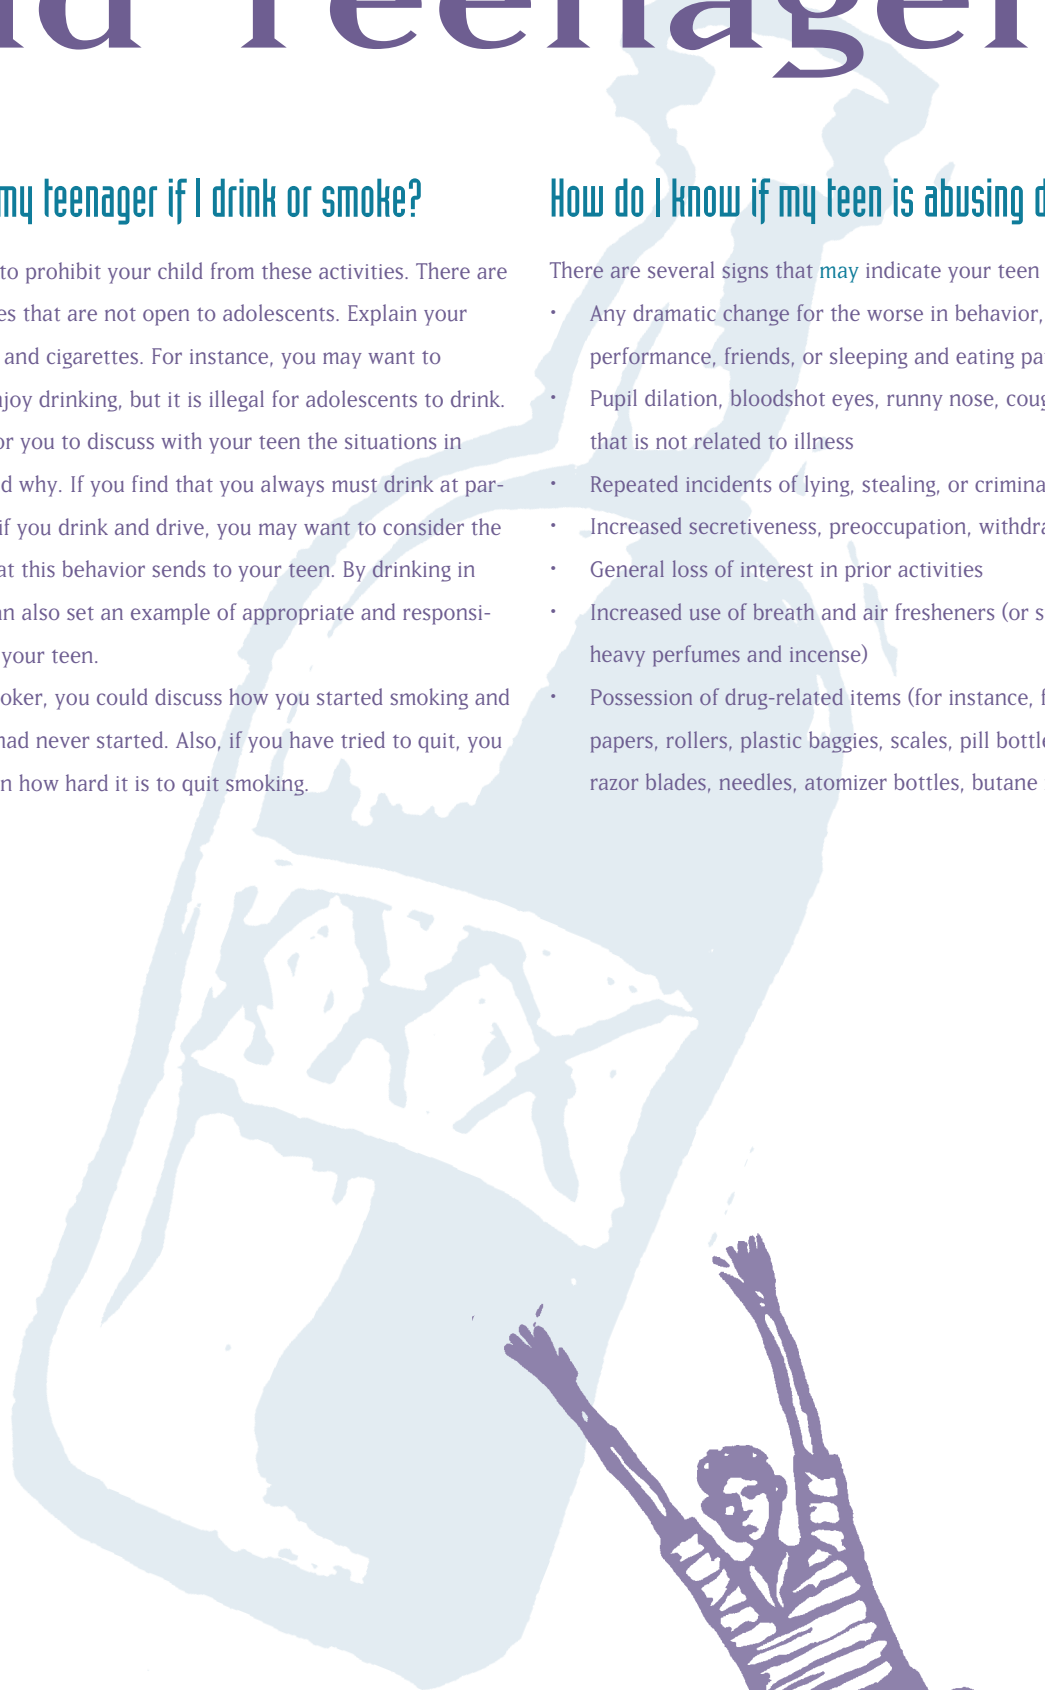 nd Teenager
my teenager if I drink or smoke?
to prohibit your child from these activities. There are
es that are not open to adolescents. Explain your
and cigarettes. For instance, you may want to
njoy drinking, but it is illegal for adolescents to drink.
or you to discuss with your teen the situations in
d why. If you find that you always must drink at par-
if you drink and drive, you may want to consider the
at this behavior sends to your teen. By drinking in
an also set an example of appropriate and responsi-
your teen.
oker, you could discuss how you started smoking and
had never started. Also, if you have tried to quit, you
n how hard it is to quit smoking.
How do I know if my teen is abusing d
There are several signs that may indicate your teen
• Any dramatic change for the worse in behavior,
performance, friends, or sleeping and eating pa
• Pupil dilation, bloodshot eyes, runny nose, coug
that is not related to illness
• Repeated incidents of lying, stealing, or crimina
• Increased secretiveness, preoccupation, withdra
• General loss of interest in prior activities
• Increased use of breath and air fresheners (or s
heavy perfumes and incense)
• Possession of drug-related items (for instance, f
papers, rollers, plastic baggies, scales, pill bottle
razor blades, needles, atomizer bottles, butane
XXX